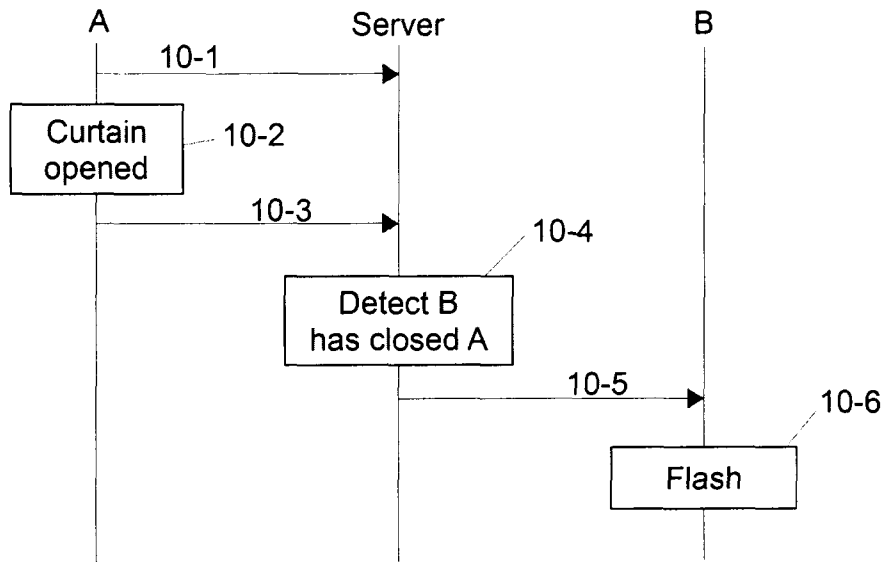 A
Server
B
10-1
Curtain
opened
10-2
10-3
10-4
Detect B
has closed A
10-5
10-6
Flash